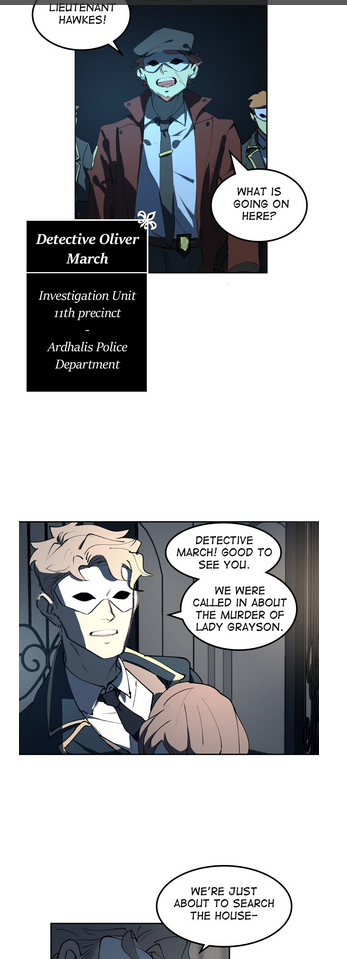 LIEUTENANT
HAWKES!
WHAT IS
GOING ON
HERE?
Detective Oliver
March
Investigation Unit
11th precinct
-
Ardhalis Police
Department
DETECTIVE
MARCH! GOOD TO
SEE YOU.
WE WERE
CALLED IN ABOUT
THE MURDER OF
LADY GRAYSON.
WE'RE JUST
ABOUT TO SEARCH
THE HOUSE-